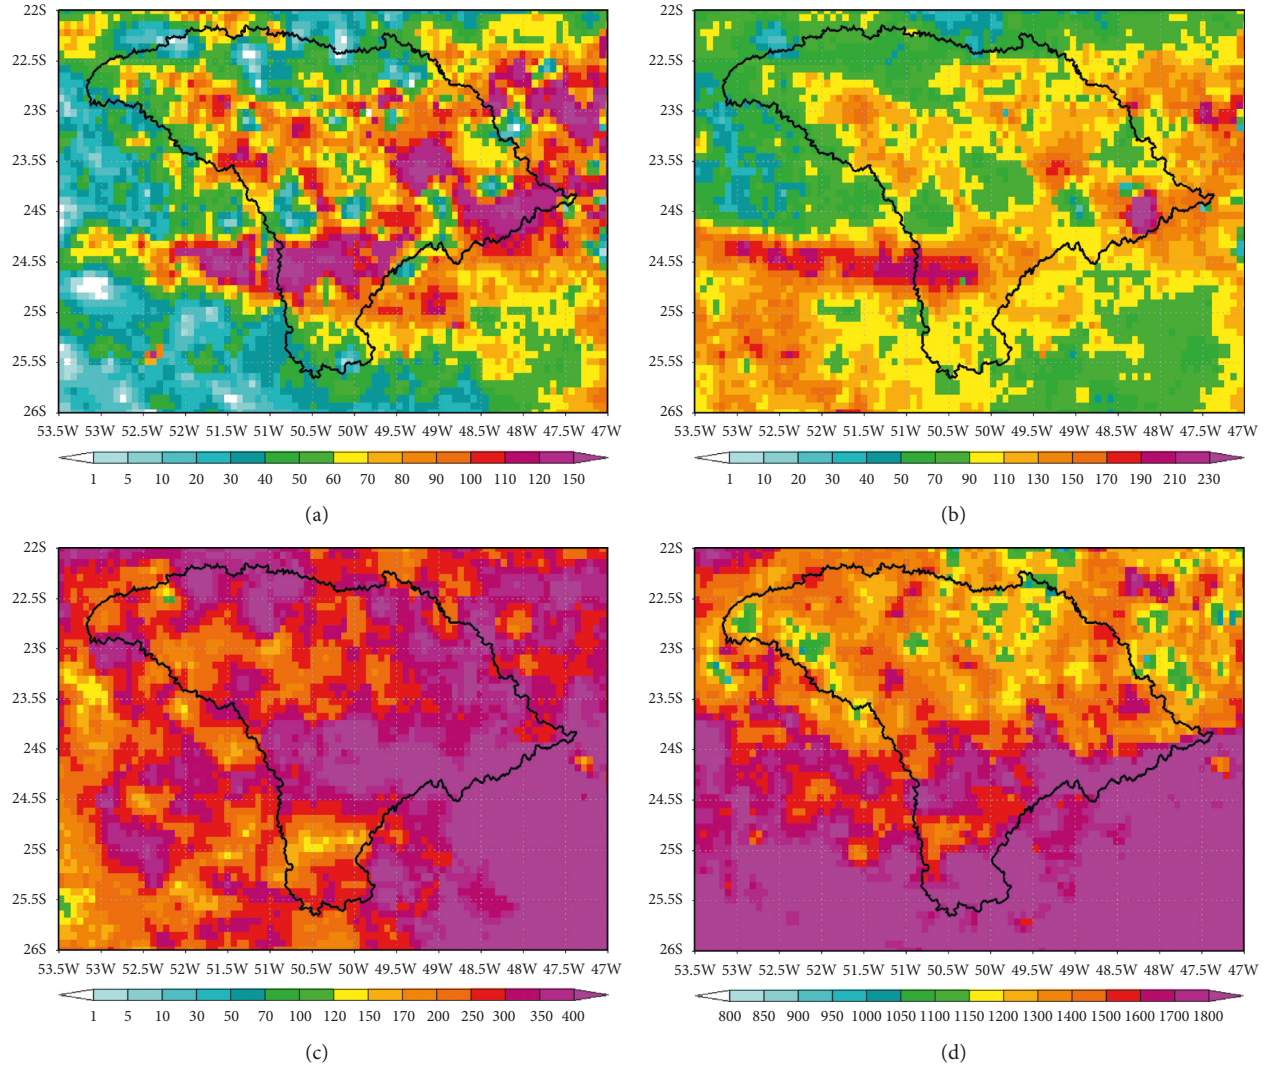 22S
22.5S
23S
23.5S
24S
24.5S
25S
25.5S
26S
53.5W 53W 52.5W 52W 51.5W 51W 50.5W 50W 49.5W 49W 48.5W 48W 47.5W 47W
1 5 10 20 30 40 50 60 70 80 90 100 110 120 150
(a)
22S
22.5S
23S
23.5S
24S
24.5S
25S
25.5S
26S
53.5W 53W 52.5W 52W 51.5W 51W 50.5W 50W 49.5W 49W 48.5W 48W 47.5W 47W
1 10 20 30 40 50 70 90 110 130 150 170 190 210 230
(b)
22S
22.5S
23S
23.5S
24S
24.5S
25S
25.5S
26S
53.5W 53W 52.5W 52W 51.5W 51W 50.5W 50W 49.5W 49W 48.5W 48W 47.5W 47W
1 5 10 30 50 70 100 120 150 170 200 250 300 350 400
(c)
22S
22.5S
23S
23.5S
24S
24.5S
25S
25.5S
26S
53.5W 53W 52.5W 52W 51.5W 51W 50.5W 50W 49.5W 49W 48.5W 48W 47.5W 47W
800 850 900 950 1000 1050 1100 1150 1200 1300 1400 1500 1600 1700 1800
(d)